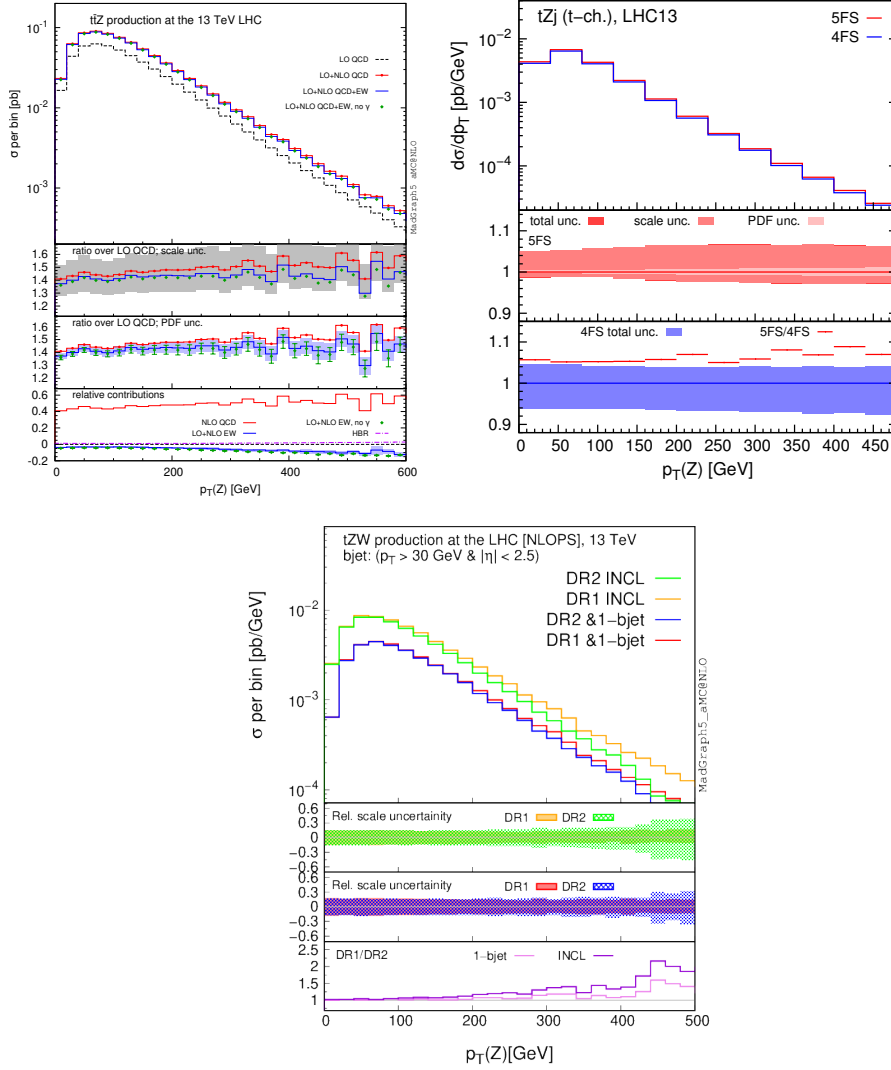 tt̄Z production at the 13 TeV LHC
σ per bin [pb]
10⁻¹
10⁻²
10⁻³
LO QCD
LO+NLO QCD
LO+NLO QCD+EW
LO+NLO QCD+EW, no γ
MadGraph5_aMC@NLO
ratio over LO QCD; scale unc.
1.6
1.5
1.4
1.3
1.2
ratio over LO QCD; PDF unc.
1.6
1.5
1.4
1.3
1.2
relative contributions
0.6
0.4
0.2
0
-0.2
NLO QCD
LO+NLO EW
LO+NLO EW, no γ
HBR
0 200 400 600
p_T(Z) [GeV]
tZj (t-ch.), LHC13
5FS
4FS
dσ/dp_T [pb/GeV]
10⁻²
10⁻³
10⁻⁴
total unc. scale unc. PDF unc.
5FS
1.1
1
0.9
4FS total unc. 5FS/4FS
1.1
1
0.9
0 50 100 150 200 250 300 350 400 450
p_T(Z) [GeV]
tZW production at the LHC [NLOPS], 13 TeV
bjet: (p_T > 30 GeV & |η| < 2.5)
DR2 INCL
DR1 INCL
DR2 &1-bjet
DR1 &1-bjet
σ per bin [pb/GeV]
10⁻²
10⁻³
10⁻⁴
MadGraph5_aMC@NLO
Rel. scale uncertainty DR1 DR2
0.6
0.3
0
-0.3
-0.6
Rel. scale uncertainty DR1 DR2
0.6
0.3
0
-0.3
-0.6
DR1/DR2 1-bjet INCL
2.5
2
1.5
1
0 100 200 300 400 500
p_T(Z)[GeV]